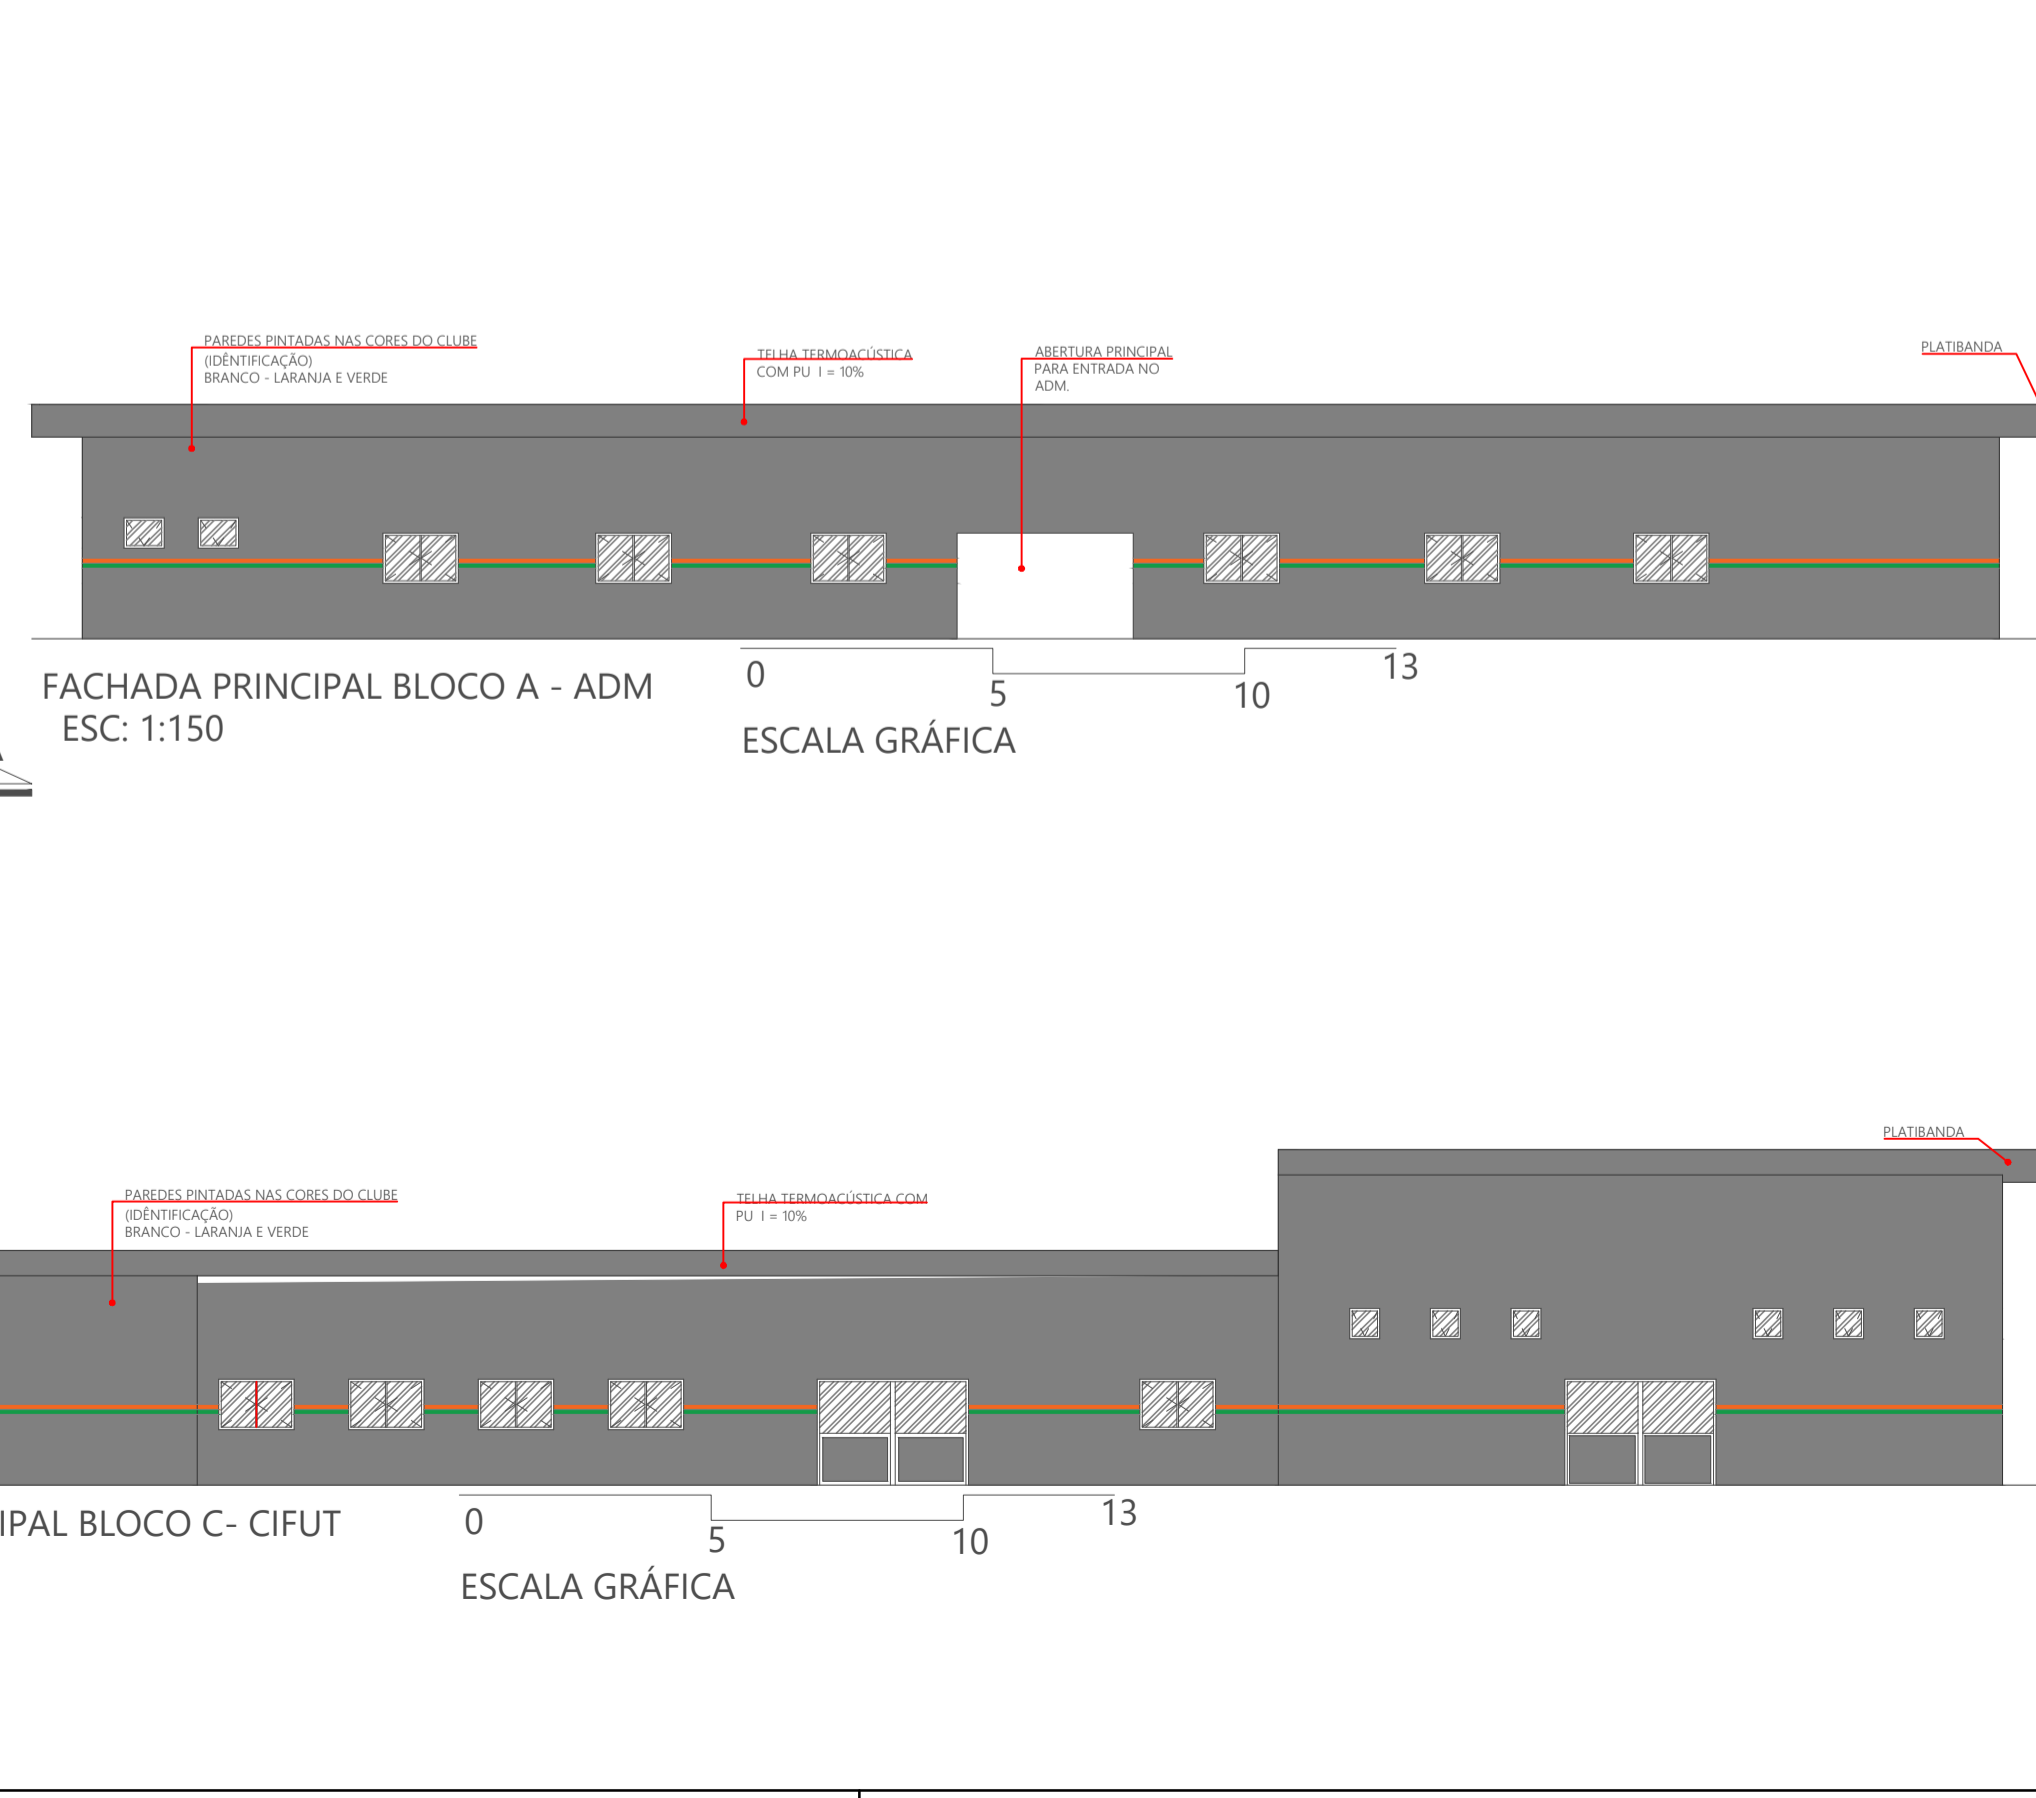 PAREDES PINTADAS NAS CORES DO CLUBE
(IDÊNTIFICAÇÃO)
BRANCO - LARANJA E VERDE
TELHA TERMOACÚSTICA
COM PU I = 10%
ABERTURA PRINCIPAL
PARA ENTRADA NO
ADM.
PLATIBANDA
FACHADA PRINCIPAL BLOCO A - ADM
ESC: 1:150
0
5
10
13
ESCALA GRÁFICA
PAREDES PINTADAS NAS CORES DO CLUBE
(IDÊNTIFICAÇÃO)
BRANCO - LARANJA E VERDE
TELHA TERMOACÚSTICA COM
PU I = 10%
PLATIBANDA
IPAL BLOCO C- CIFUT
0
5
10
13
ESCALA GRÁFICA